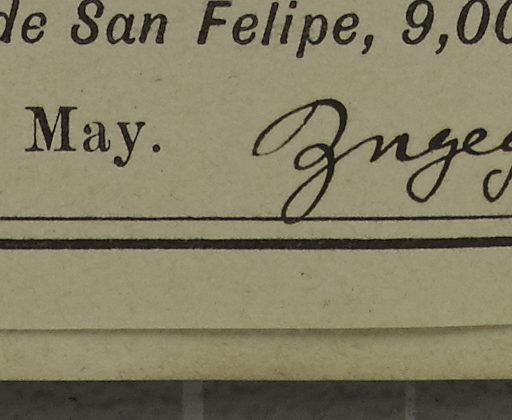 de San Felipe, 9,00
May.